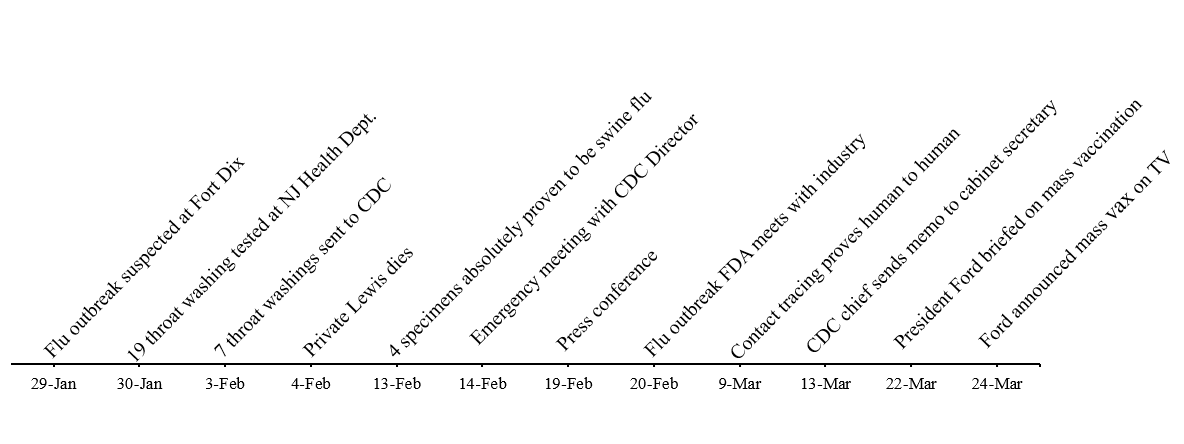 Flu outbreak suspected at Fort Dix
19 throat washing tested at NJ Health Dept.
7 throat washings sent to CDC
Private Lewis dies
4 specimens absolutely proven to be swine flu
Emergency meeting with CDC Director
Press conference
Flu outbreak FDA meets with industry
Contact tracing proves human to human
CDC chief sends memo to cabinet secretary
President Ford briefed on mass vaccination
Ford announced mass vax on TV
29-Jan
30-Jan
3-Feb
4-Feb
13-Feb
14-Feb
19-Feb
20-Feb
9-Mar
13-Mar
22-Mar
24-Mar